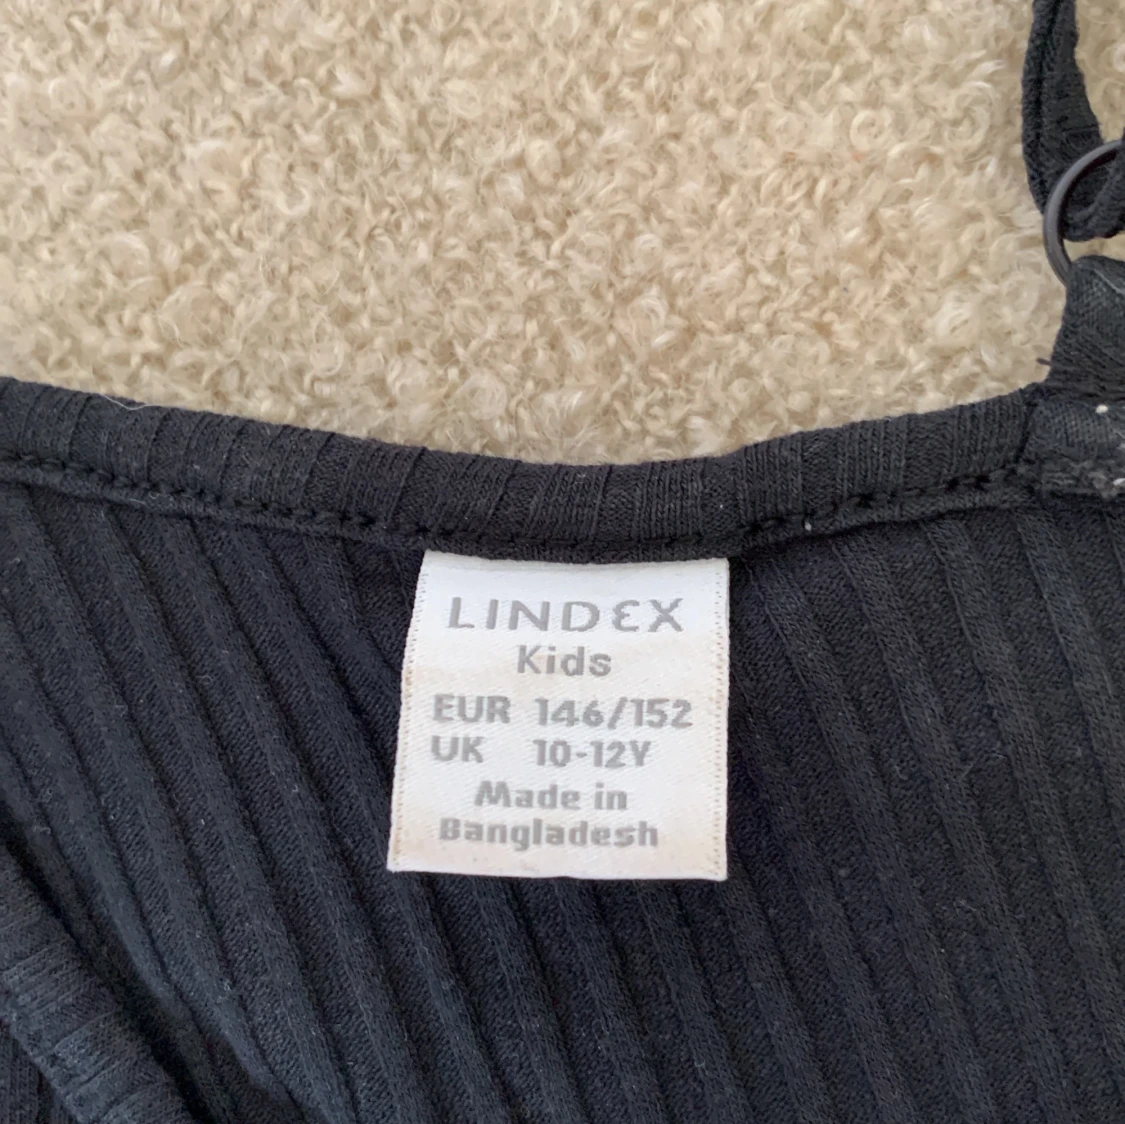 LINDEX
Kids
EUR 146/152
UK 10-12Y
Made in
Bangladesh